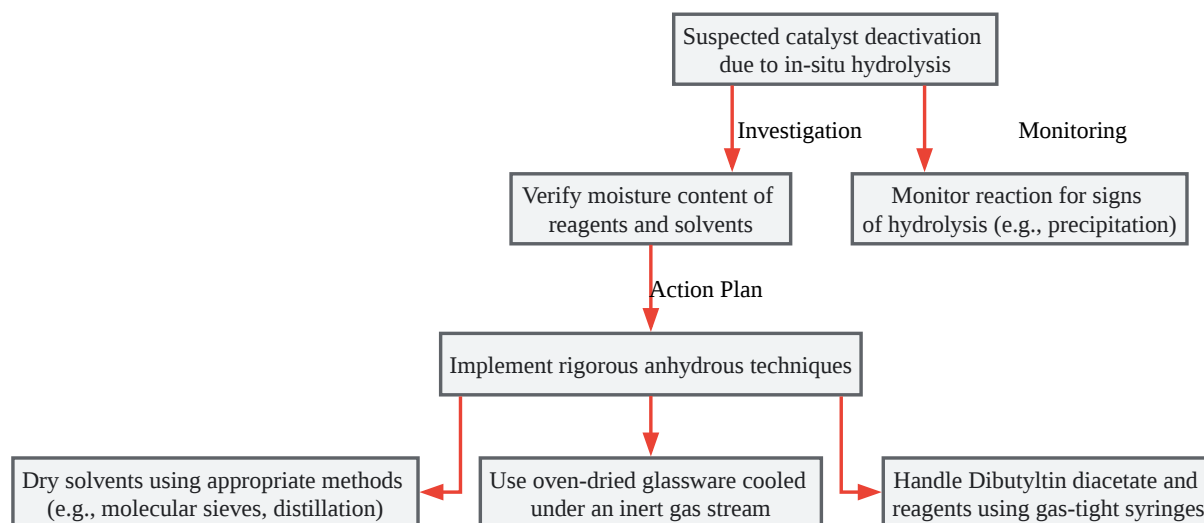 Suspected catalyst deactivation
due to in-situ hydrolysis
Investigation
Monitoring
Verify moisture content of
reagents and solvents
Monitor reaction for signs
of hydrolysis (e.g., precipitation)
Action Plan
Implement rigorous anhydrous techniques
Dry solvents using appropriate methods
(e.g., molecular sieves, distillation)
Use oven-dried glassware cooled
under an inert gas stream
Handle Dibutyltin diacetate and
reagents using gas-tight syringes